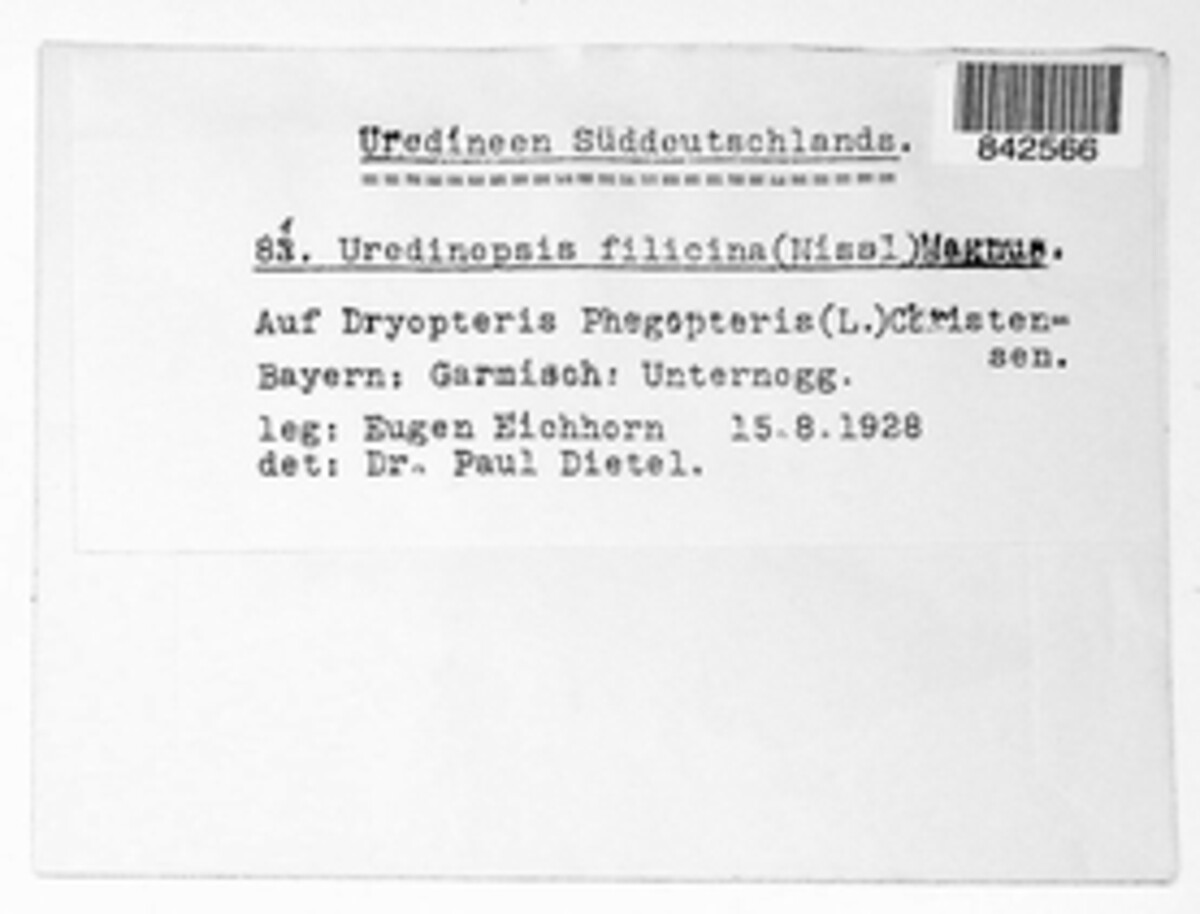 842566
Uredineen Süddeutschlands.
Uredinopsis filicina(Nissl)Magnus.
Auf Dryopteris Phegopteris(L.)Christen=
sen.
Bayern: Garmisch: Unternogg.
leg: Eugen Eichhorn 15.8.1928
det: Dr. Paul Dietel.